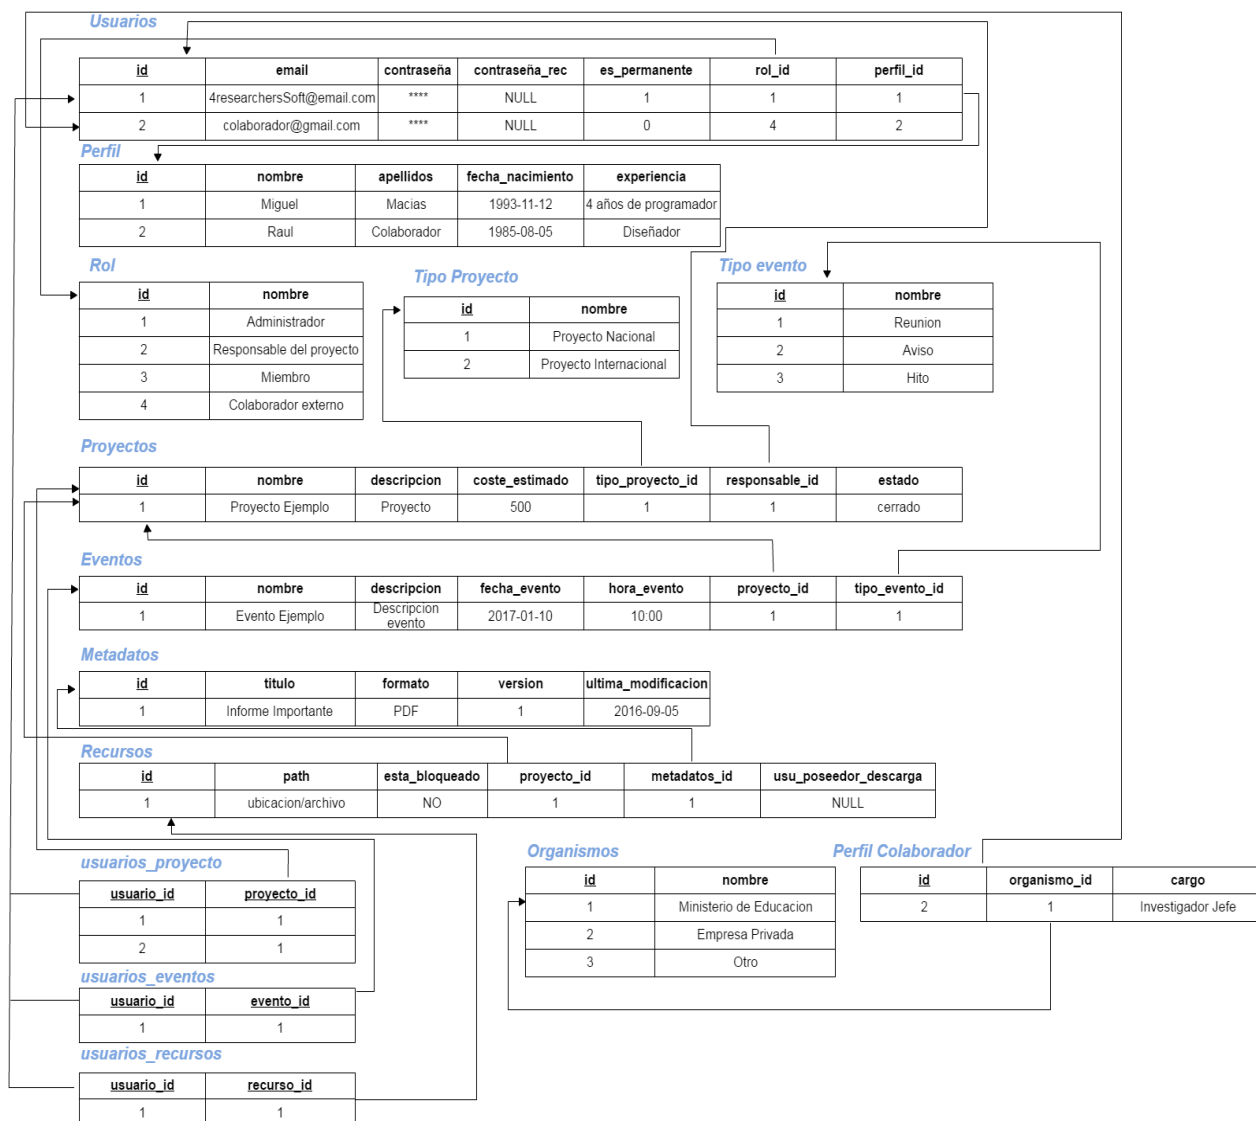 Usuarios
id email contraseña contraseña_rec es_permanente rol_id perfil_id
1 4researchersSoft@email.com **** NULL 1 1 1
2 colaborador@gmail.com **** NULL 0 4 2
Perfil
id nombre apellidos fecha_nacimiento experiencia
1 Miguel Macias 1993-11-12 4 años de programador
2 Raul Colaborador 1985-08-05 Diseñador
Rol
id nombre
1 Administrador
2 Responsable del proyecto
3 Miembro
4 Colaborador externo
Tipo Proyecto
id nombre
1 Proyecto Nacional
2 Proyecto Internacional
Tipo evento
id nombre
1 Reunion
2 Aviso
3 Hito
Proyectos
id nombre descripcion coste_estimado tipo_proyecto_id responsable_id estado
1 Proyecto Ejemplo Proyecto 500 1 1 cerrado
Eventos
id nombre descripcion fecha_evento hora_evento proyecto_id tipo_evento_id
1 Evento Ejemplo Descripcion evento 2017-01-10 10:00 1 1
Metadatos
id titulo formato version ultima_modificacion
1 Informe Importante PDF 1 2016-09-05
Recursos
id path esta_bloqueado proyecto_id metadatos_id usu_poseedor_descarga
1 ubicacion/archivo NO 1 1 NULL
usuarios_proyecto
usuario_id proyecto_id
1 1
2 1
usuarios_eventos
usuario_id evento_id
1 1
usuarios_recursos
usuario_id recurso_id
1 1
Organismos
id nombre
1 Ministerio de Educacion
2 Empresa Privada
3 Otro
Perfil Colaborador
id organismo_id cargo
2 1 Investigador Jefe